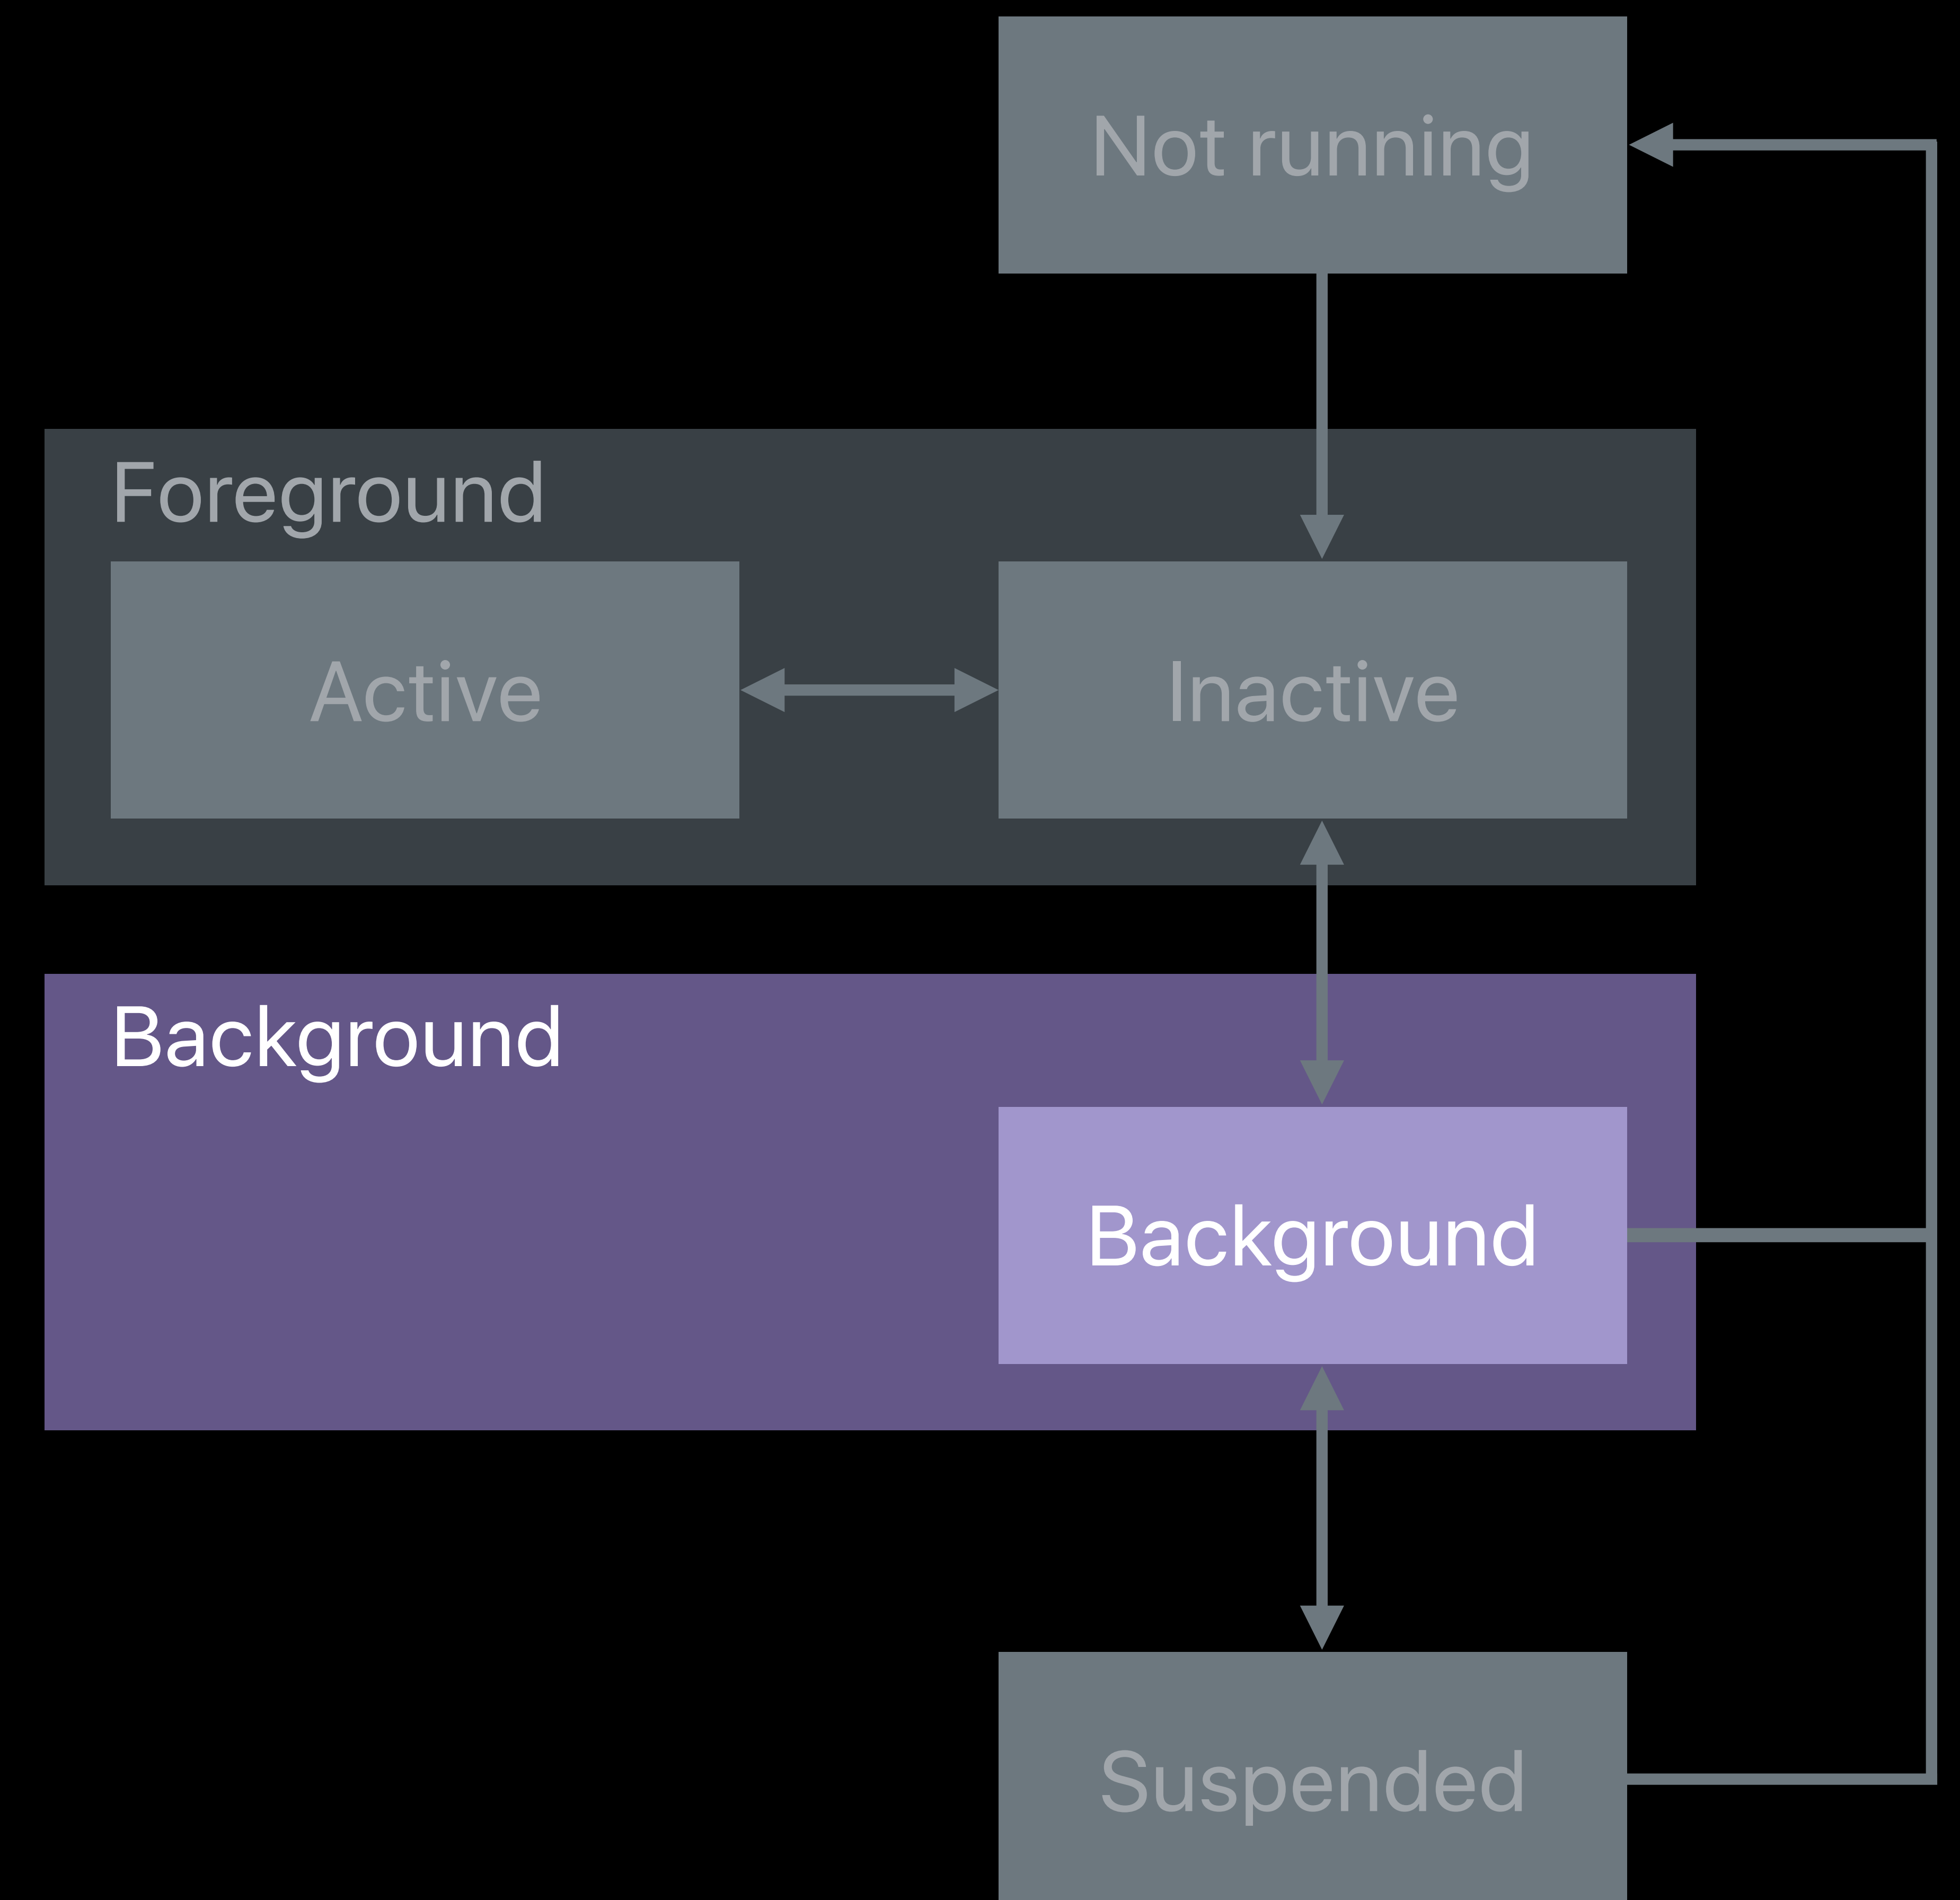 Not running
Foreground
Active
Inactive
Background
Background
Suspended